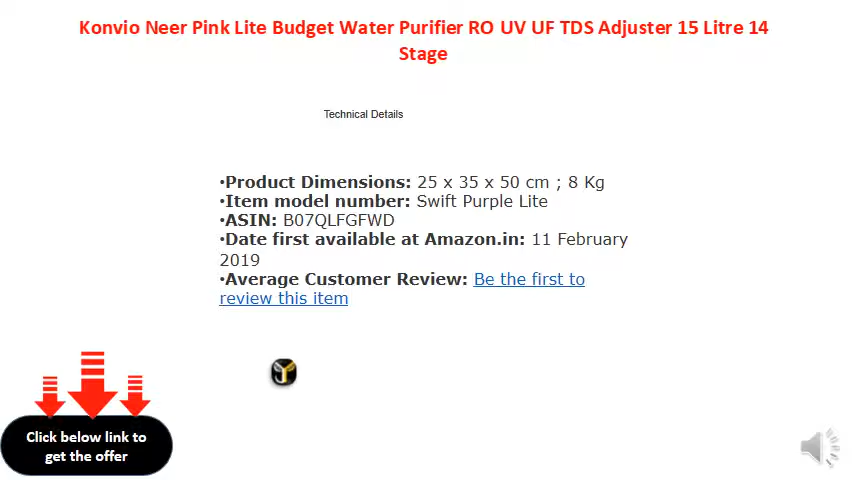 Konvio Neer Pink Lite Budget Water Purifier RO UV UF TDS Adjuster 15 Litre 14
Stage
Technical Details
•Product Dimensions: 25 x 35 x 50 cm ; 8 Kg
•Item model number: Swift Purple Lite
•ASIN: B07QLFGFWD
•Date first available at Amazon.in: 11 February
2019
•Average Customer Review: Be the first to
review this item
Click below link to
get the offer